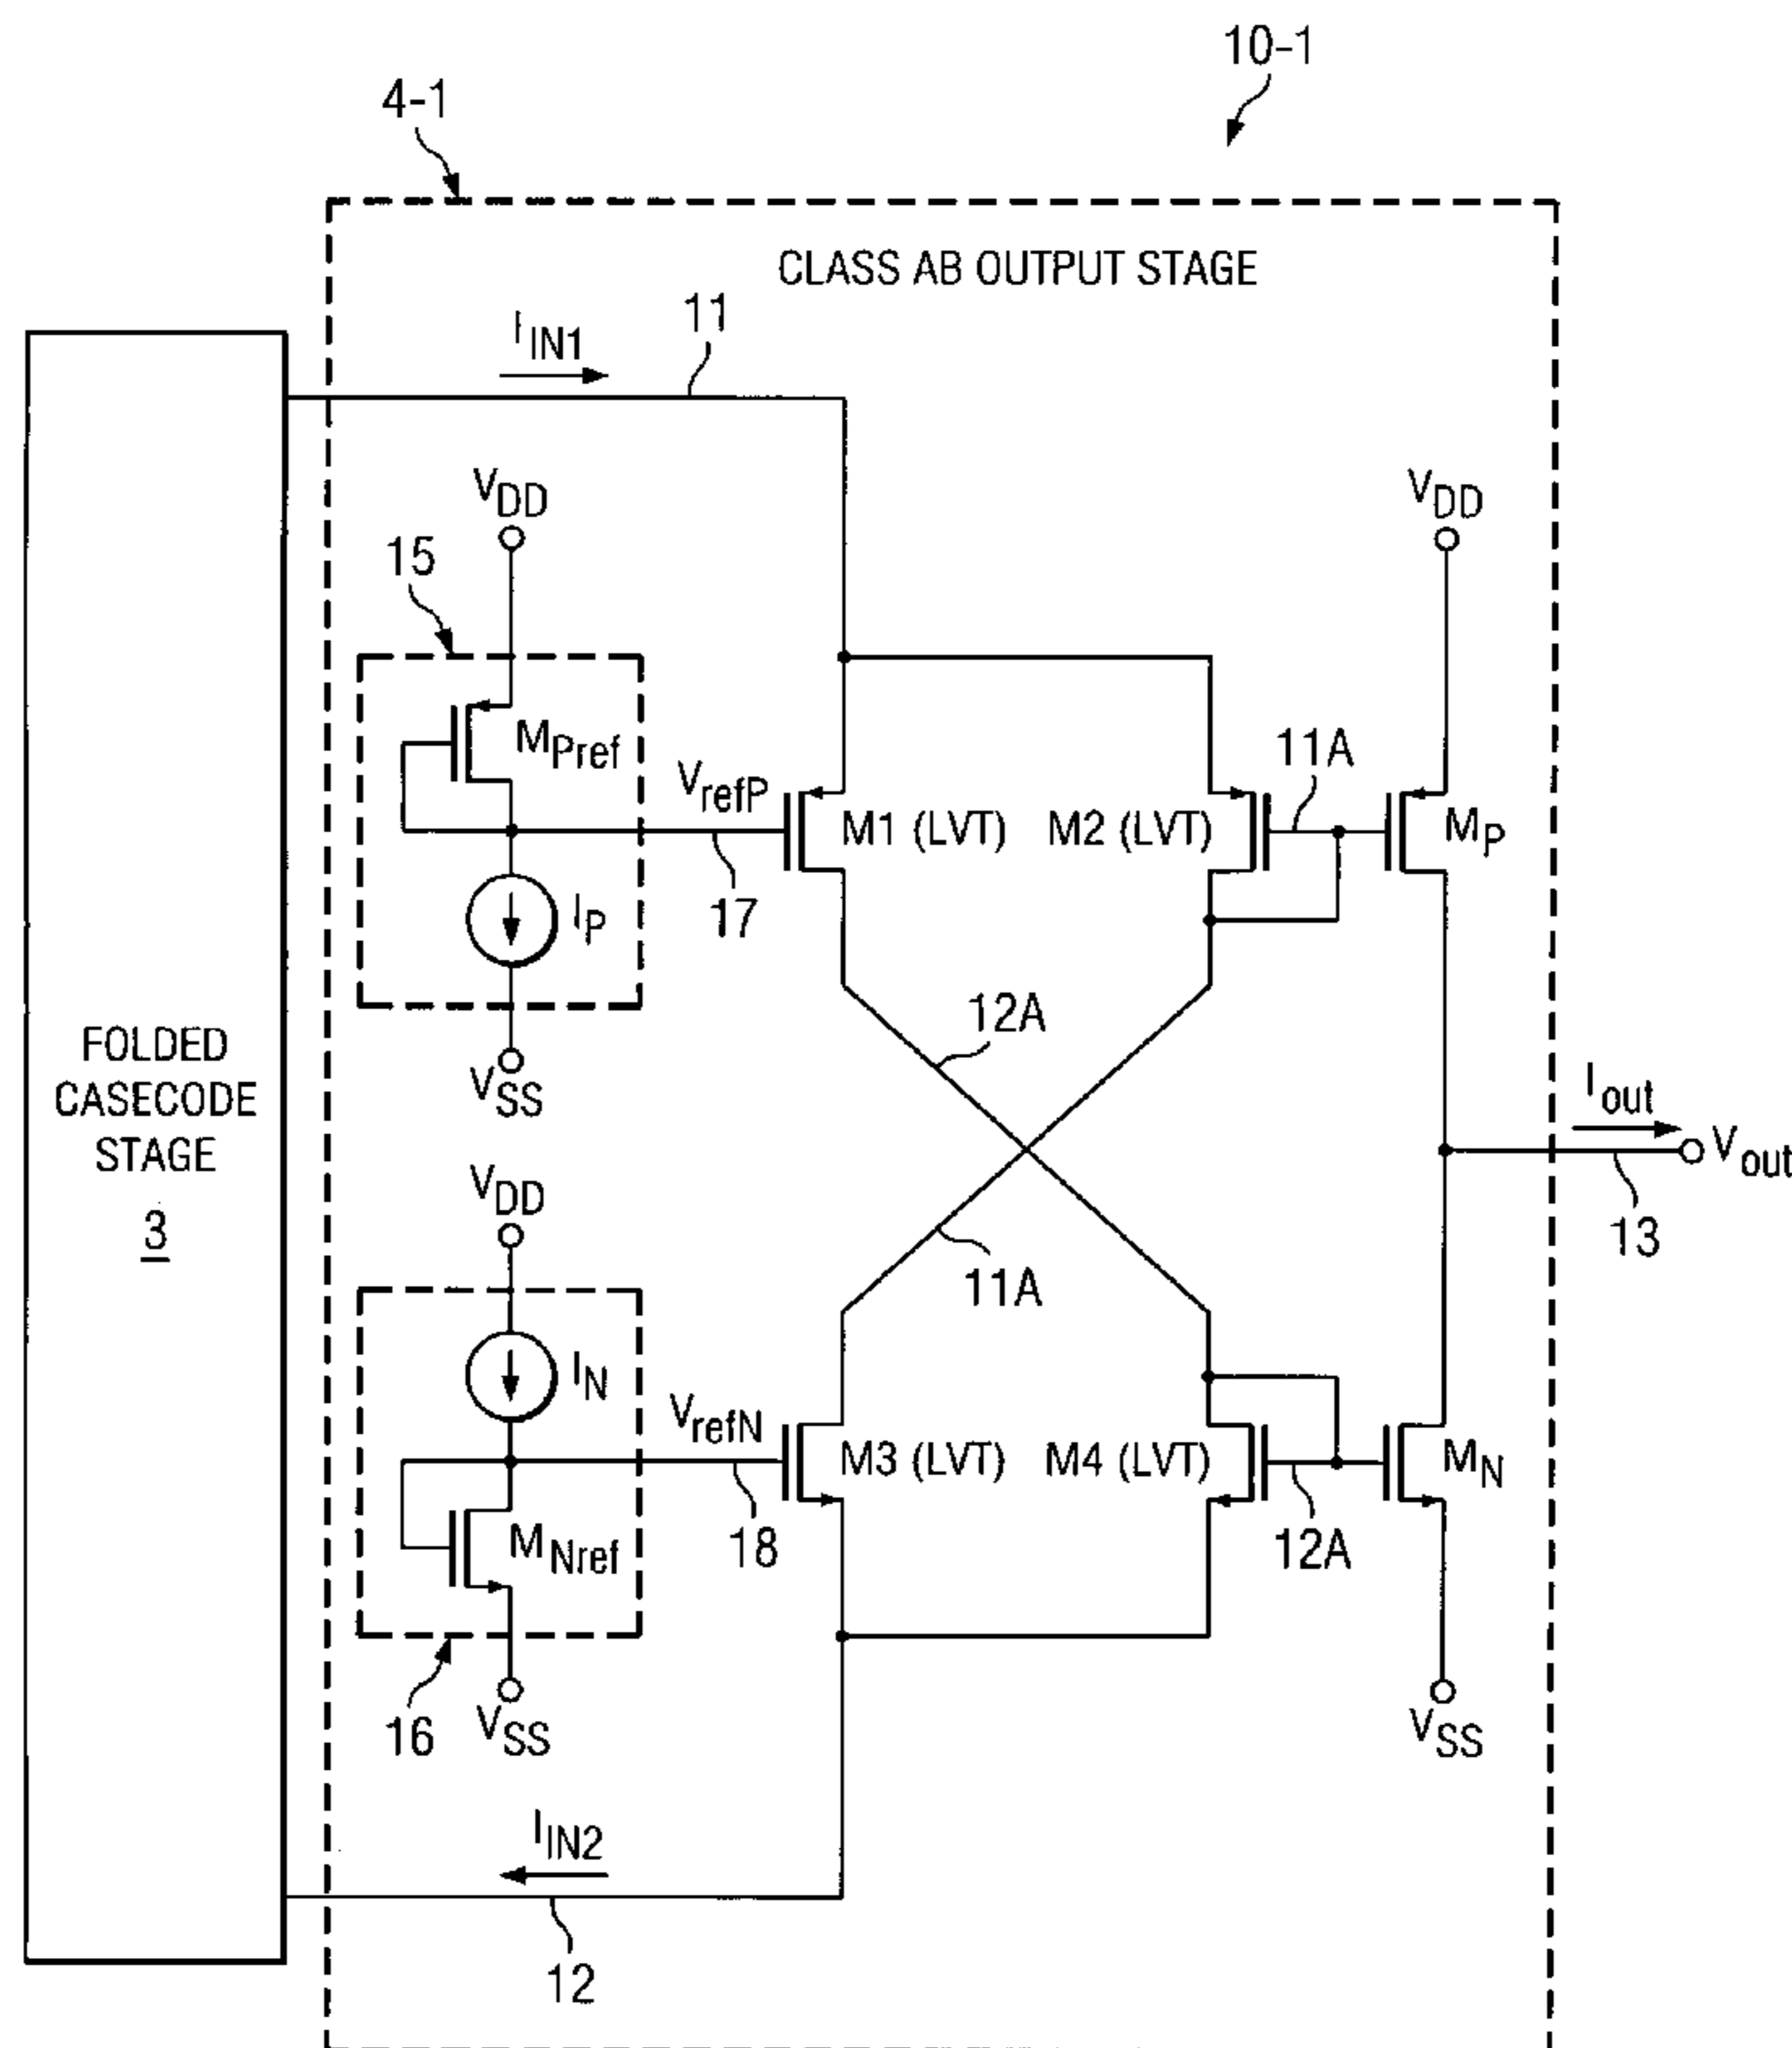 10-1
4-1
CLASS AB OUTPUT STAGE
11
I_IN1
V_DD
V_DD
15
M_Pref
V_refP
M1 (LVT)
M2 (LVT)
11A
M_P
17
I_P
12A
V_SS
FOLDED
CASECODE
STAGE
3
I_out
V_out
13
V_DD
11A
I_N
V_refN
M3 (LVT)
M4 (LVT)
M_N
18
12A
M_Nref
16
V_SS
V_SS
I_IN2
12